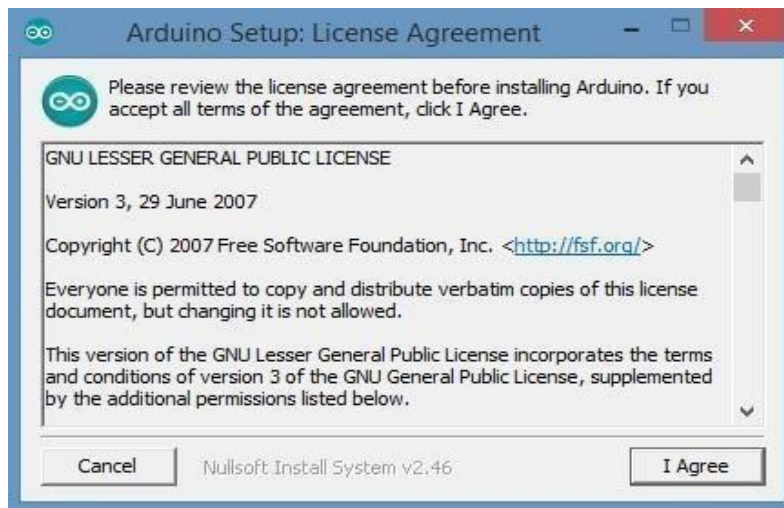 Arduino Setup: License Agreement
Please review the license agreement before installing Arduino. If you
accept all terms of the agreement, click I Agree.
GNU LESSER GENERAL PUBLIC LICENSE
Version 3, 29 June 2007
Copyright (C) 2007 Free Software Foundation, Inc. <http://fsf.org/>
Everyone is permitted to copy and distribute verbatim copies of this license
document, but changing it is not allowed.
This version of the GNU Lesser General Public License incorporates the terms
and conditions of version 3 of the GNU General Public License, supplemented
by the additional permissions listed below.
Cancel
Nullsoft Install System v2.46
I Agree